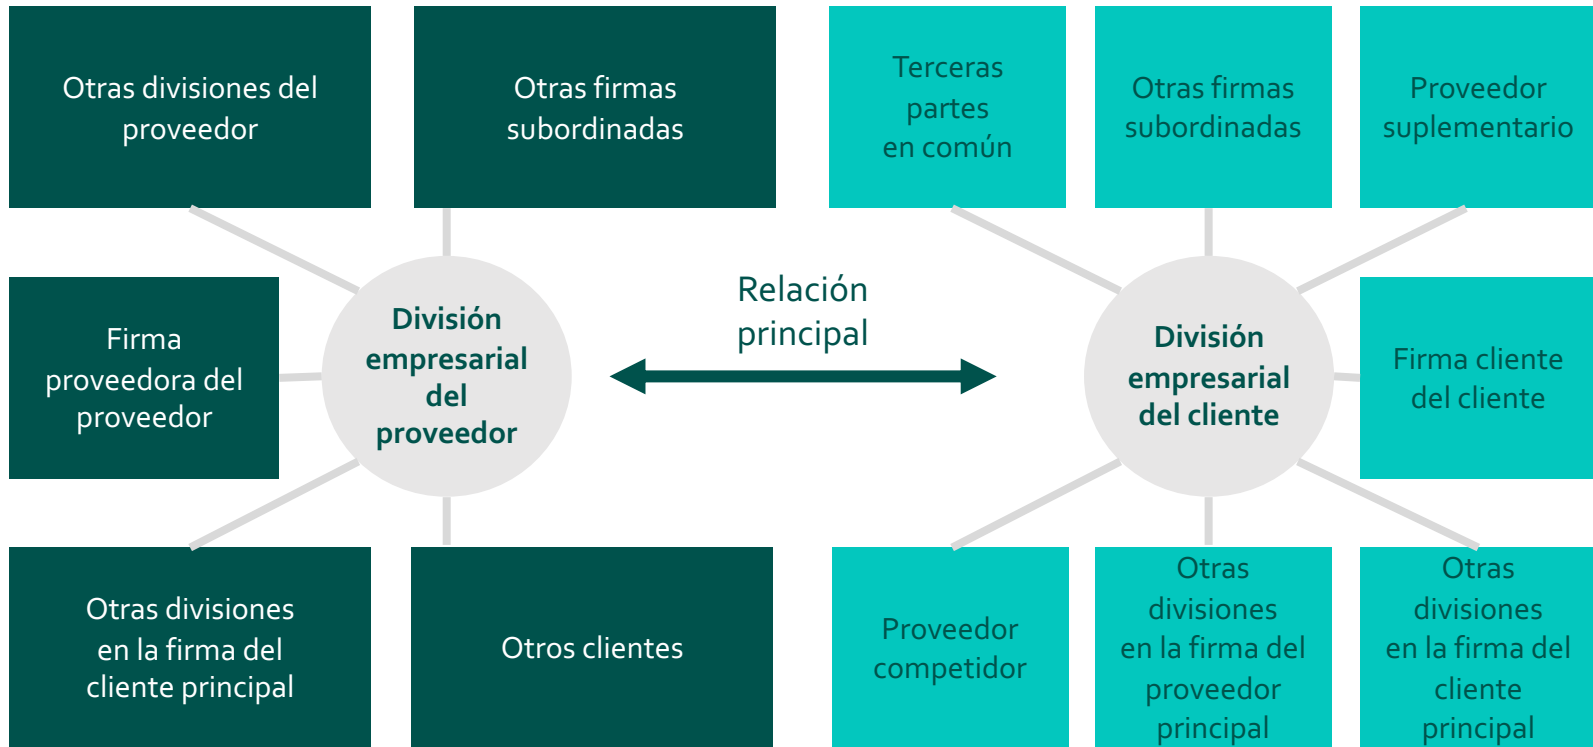 Otras divisiones del
proveedor
Otras firmas
subordinadas
Terceras
partes
en común
Otras firmas
subordinadas
Proveedor
suplementario
Firma
proveedora del
proveedor
División
empresarial
del
proveedor
Relación
principal
División
empresarial
del cliente
Firma cliente
del cliente
Otras divisiones
en la firma del
cliente principal
Otros clientes
Proveedor
competidor
Otras
divisiones
en la firma del
proveedor
principal
Otras
divisiones
en la firma del
cliente
principal